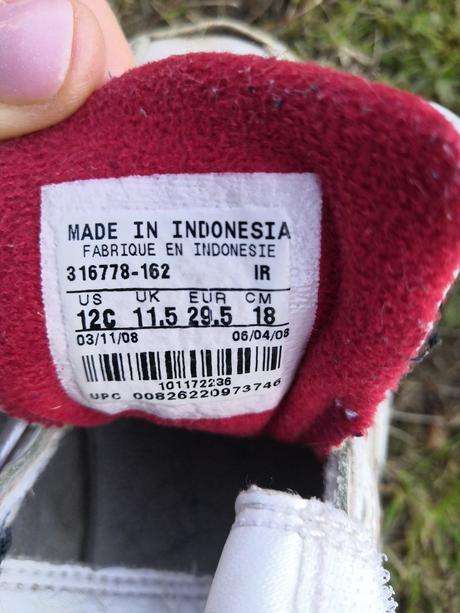 MADE IN INDONESIA
FABRIQUE EN INDONESIE
316778-162 IR
US UK EUR CM
12C 11.5 29.5 18
03/11/08 06/04/08
101172236
UPC 00826220973746